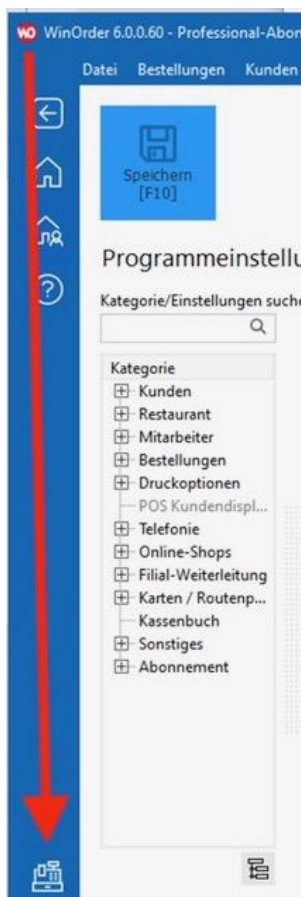 WO WinOrder 6.0.0.60 - Professional-Abon
Datei Bestellungen Kunden
Speichern
[F10]
Programmeinstellu
Kategorie/Einstellungen suche
Kategorie
Kunden
Restaurant
Mitarbeiter
Bestellungen
Druckoptionen
POS Kundendispl...
Telefonie
Online-Shops
Filial-Weiterleitung
Karten / Routenp...
Kassenbuch
Sonstiges
Abonnement